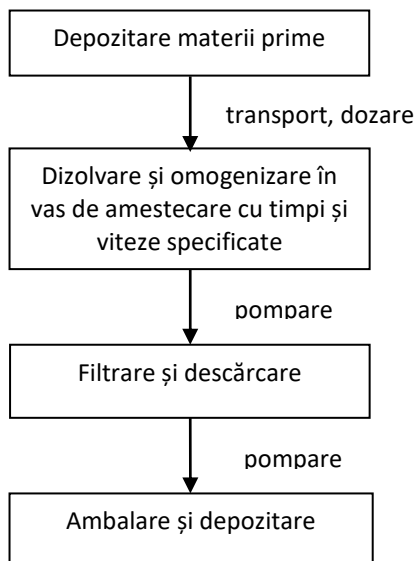 Depozitare materii prime
transport, dozare
Dizolvare și omogenizare în
vas de amestecare cu timpi și
viteze specificate
pompare
Filtrare și descărcare
pompare
Ambalare și depozitare